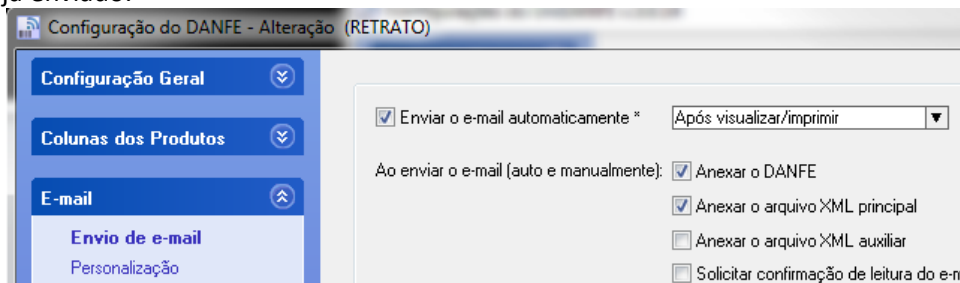 já enviado.
Configuração do DANFE - Alteração (RETRATO)
Configuração Geral
Enviar o e-mail automaticamente * Após visualizar/imprimir
Colunas dos Produtos
Ao enviar o e-mail (auto e manualmente): Anexar o DANFE
E-mail
Anexar o arquivo XML principal
Envio de e-mail
Anexar o arquivo XML auxiliar
Personalização
Solicitar confirmação de leitura do